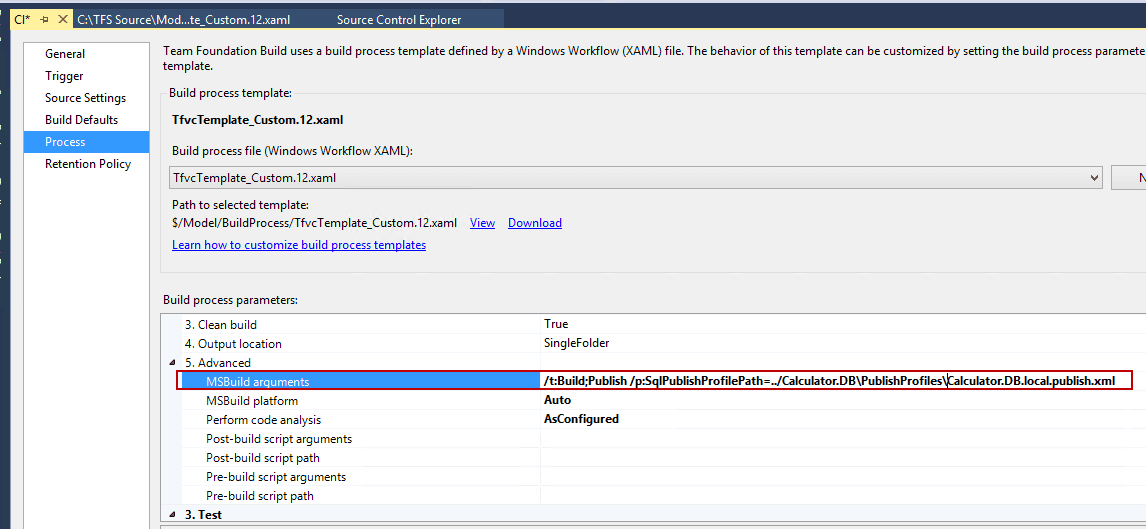 CI*
C:\TFS Source\Mod...te_Custom.12.xaml
Source Control Explorer
General
Trigger
Source Settings
Build Defaults
Process
Retention Policy
Team Foundation Build uses a build process template defined by a Windows Workflow (XAML) file. The behavior of this template can be customized by setting the build process paramete
template.
Build process template:
TfvcTemplate_Custom.12.xaml
Build process file (Windows Workflow XAML):
TfvcTemplate_Custom.12.xaml
N
Path to selected template:
$/Model/BuildProcess/TfvcTemplate_Custom.12.xaml View Download
Learn how to customize build process templates
Build process parameters:
3. Clean build True
4. Output location SingleFolder
5. Advanced
MSBuild arguments /t:Build;Publish /p:SqlPublishProfilePath=../Calculator.DB\PublishProfiles\Calculator.DB.local.publish.xml
MSBuild platform Auto
Perform code analysis AsConfigured
Post-build script arguments
Post-build script path
Pre-build script arguments
Pre-build script path
3. Test